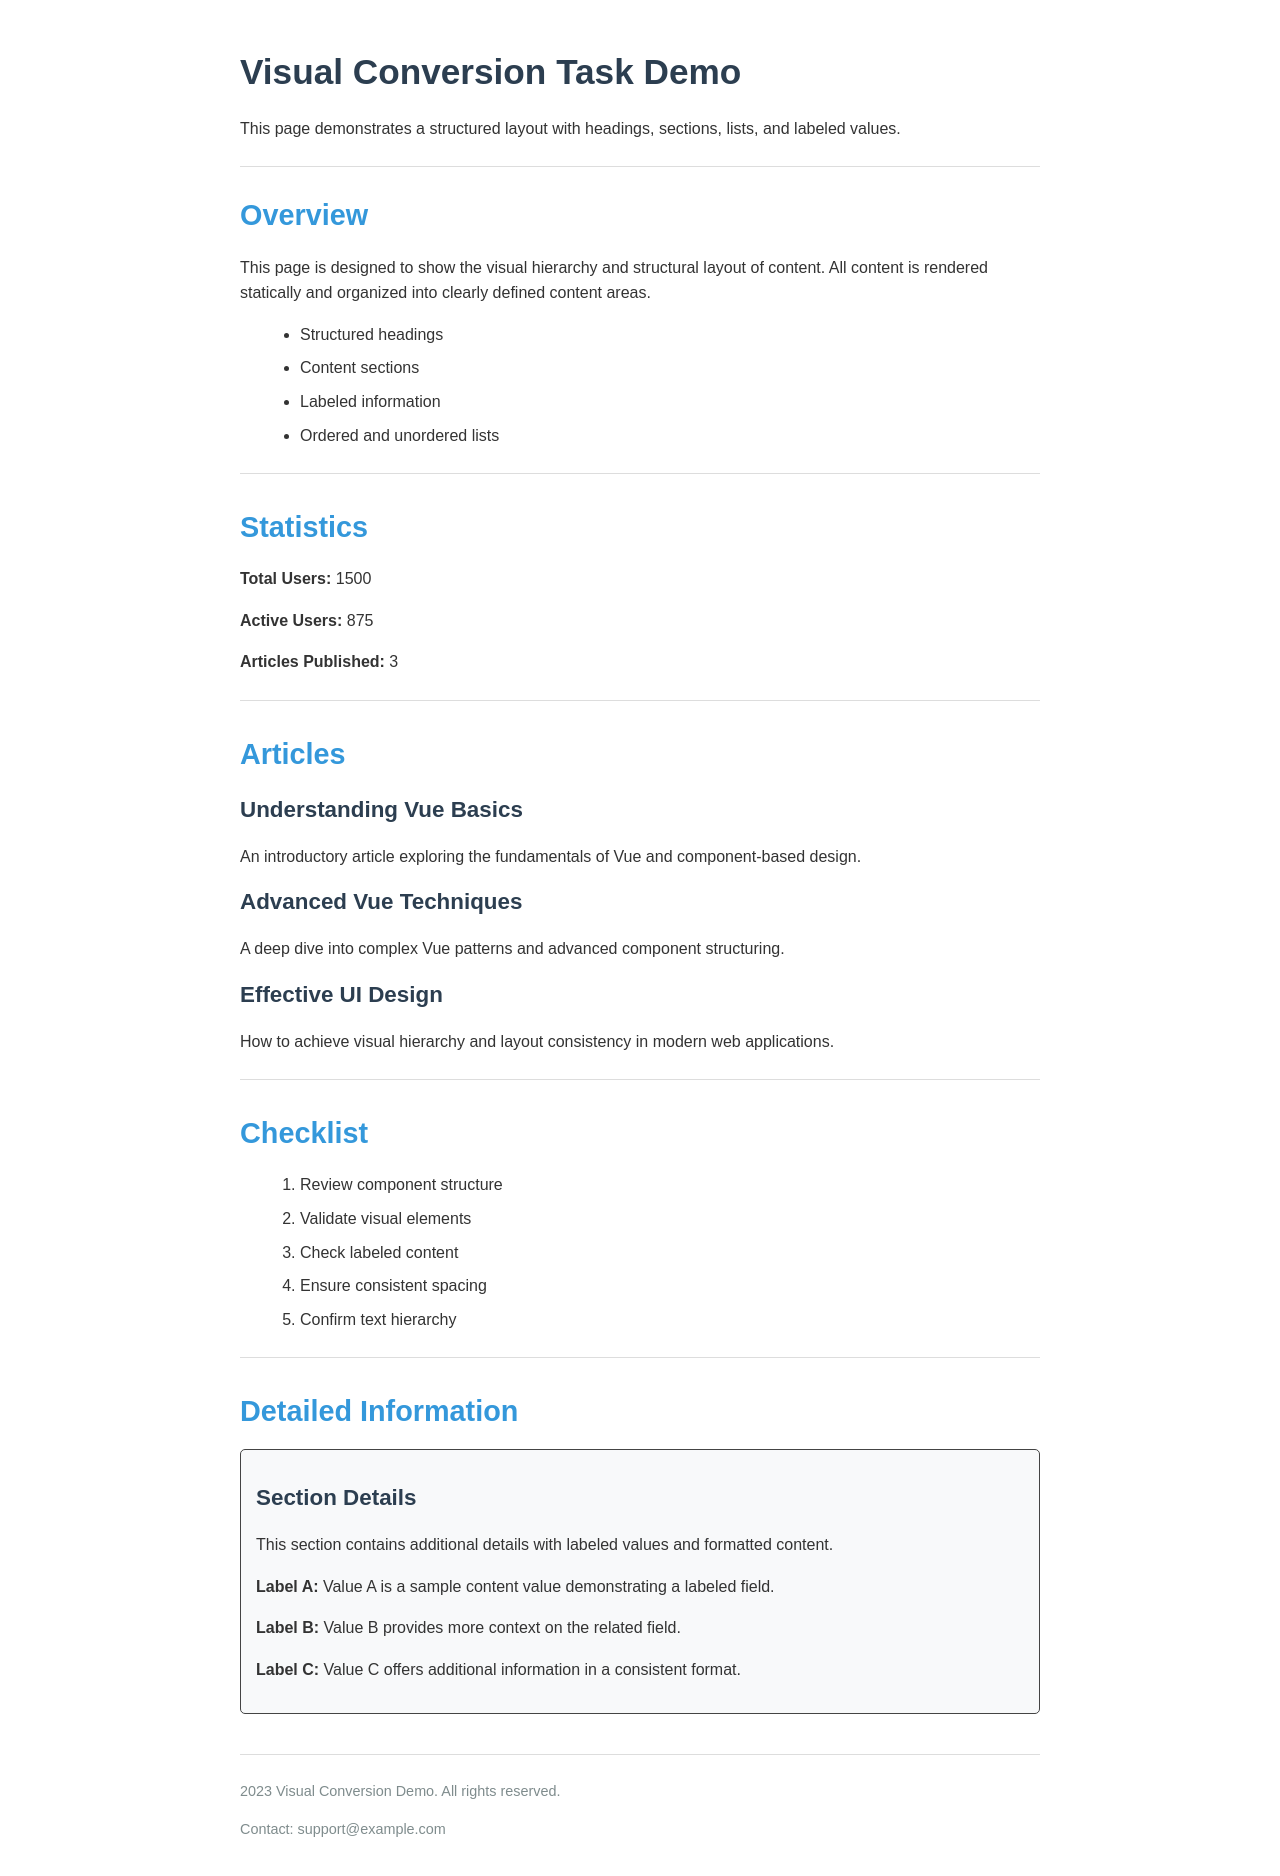 Visual Conversion Task Demo
This page demonstrates a structured layout with headings, sections, lists, and labeled values.
Overview
This page is designed to show the visual hierarchy and structural layout of content. All content is rendered
statically and organized into clearly defined content areas.
• Structured headings
• Content sections
• Labeled information
• Ordered and unordered lists
Statistics
Total Users: 1500
Active Users: 875
Articles Published: 3
Articles
Understanding Vue Basics
An introductory article exploring the fundamentals of Vue and component-based design.
Advanced Vue Techniques
A deep dive into complex Vue patterns and advanced component structuring.
Effective UI Design
How to achieve visual hierarchy and layout consistency in modern web applications.
Checklist
1. Review component structure
2. Validate visual elements
3. Check labeled content
4. Ensure consistent spacing
5. Confirm text hierarchy
Detailed Information
Section Details
This section contains additional details with labeled values and formatted content.
Label A: Value A is a sample content value demonstrating a labeled field.
Label B: Value B provides more context on the related field.
Label C: Value C offers additional information in a consistent format.
2023 Visual Conversion Demo. All rights reserved.
Contact: support@example.com